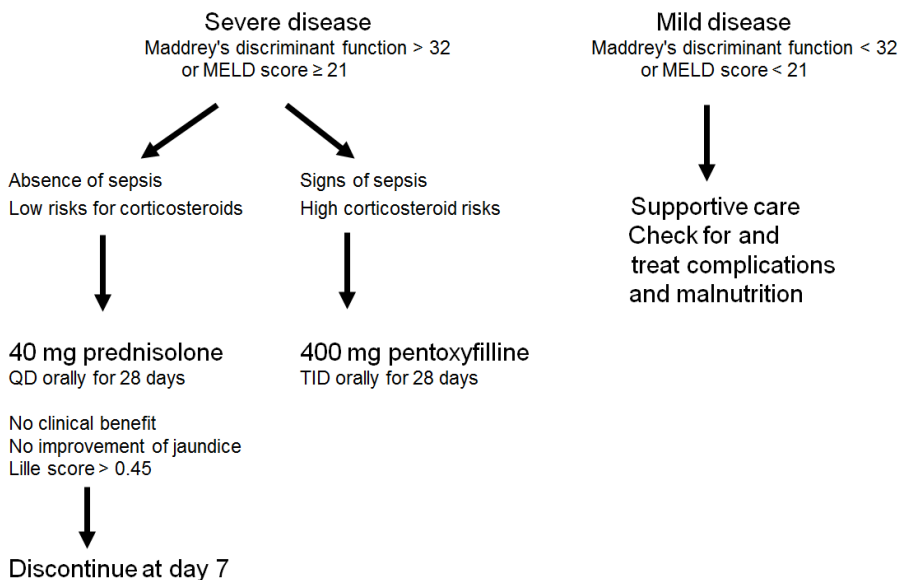 Severe disease
Maddrey's discriminant function > 32
or MELD score ≥ 21
Mild disease
Maddrey's discriminant function < 32
or MELD score < 21
Absence of sepsis
Low risks for corticosteroids
Signs of sepsis
High corticosteroid risks
Supportive care
Check for and
treat complications
and malnutrition
40 mg prednisolone
QD orally for 28 days
400 mg pentoxyfilline
TID orally for 28 days
No clinical benefit
No improvement of jaundice
Lille score > 0.45
Discontinue at day 7